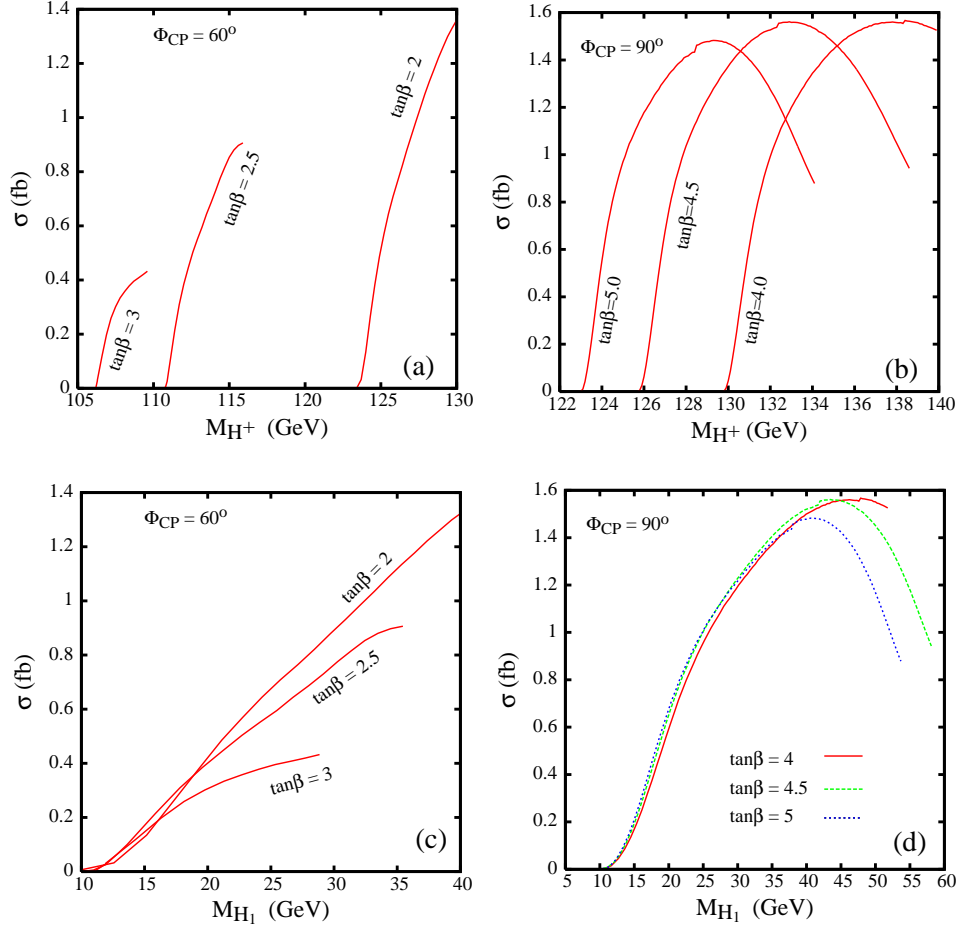 1.4
1.2
1
0.8
0.6
0.4
0.2
0
σ (fb)
Φ_CP = 60°
tanβ = 3
tanβ = 2.5
tanβ = 2
(a)
105 110 115 120 125 130
M_H+ (GeV)
1.6
1.4
1.2
1
0.8
0.6
0.4
0.2
0
σ (fb)
Φ_CP = 90°
tanβ=5.0
tanβ=4.5
tanβ=4.0
(b)
122 124 126 128 130 132 134 136 138 140
M_H+ (GeV)
1.4
1.2
1
0.8
0.6
0.4
0.2
0
σ (fb)
Φ_CP = 60°
tanβ = 2
tanβ = 2.5
tanβ = 3
(c)
10 15 20 25 30 35 40
M_H₁ (GeV)
1.6
1.4
1.2
1
0.8
0.6
0.4
0.2
0
σ (fb)
Φ_CP = 90°
tanβ = 4
tanβ = 4.5
tanβ = 5
(d)
5 10 15 20 25 30 35 40 45 50 55 60
M_H₁ (GeV)